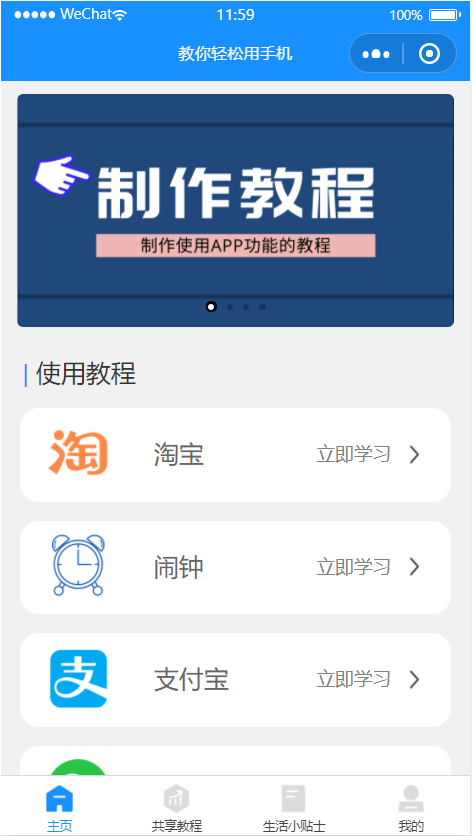 WeChat
11:59
100%
教你轻松用手机
制作教程
制作使用APP功能的教程
使用教程
淘
淘宝
立即学习
闹钟
立即学习
支
支付宝
立即学习
主页
共享教程
生活小贴士
我的